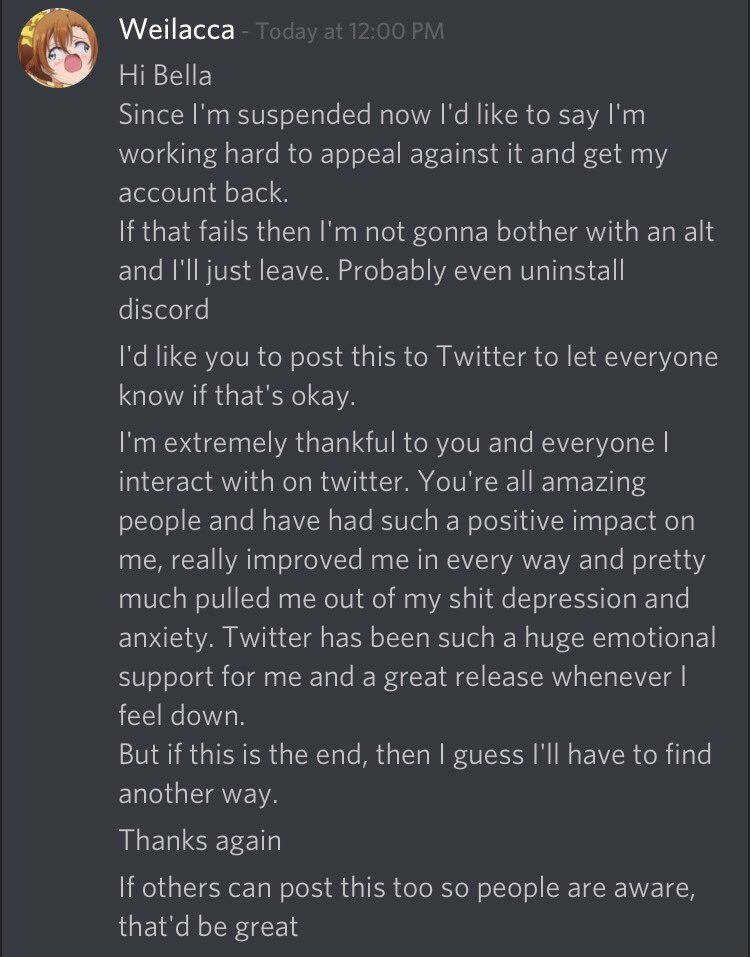 Weilacca - Today at 12:00 PM
Hi Bella
Since I'm suspended now I'd like to say I'm
working hard to appeal against it and get my
account back.
If that fails then I'm not gonna bother with an alt
and I'll just leave. Probably even uninstall
discord
I'd like you to post this to Twitter to let everyone
know if that's okay.
I'm extremely thankful to you and everyone I
interact with on twitter. You're all amazing
people and have had such a positive impact on
me, really improved me in every way and pretty
much pulled me out of my shit depression and
anxiety. Twitter has been such a huge emotional
support for me and a great release whenever I
feel down.
But if this is the end, then I guess I'll have to find
another way.
Thanks again
If others can post this too so people are aware,
that'd be great